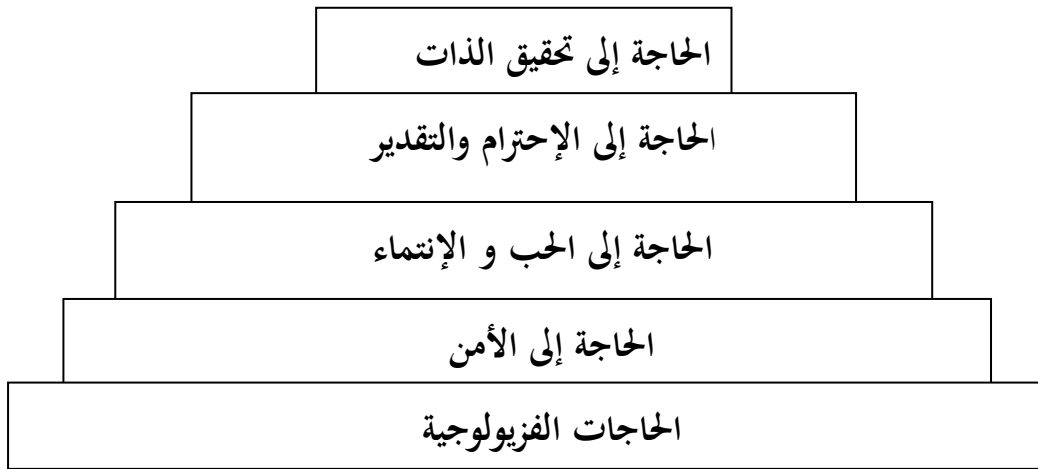 الحاجة إلى تحقيق الذات
الحاجة إلى الإحترام والتقدير
الحاجة إلى الحب و الإنتماء
الحاجة إلى الأمن
الحاجات الفزيولوجية